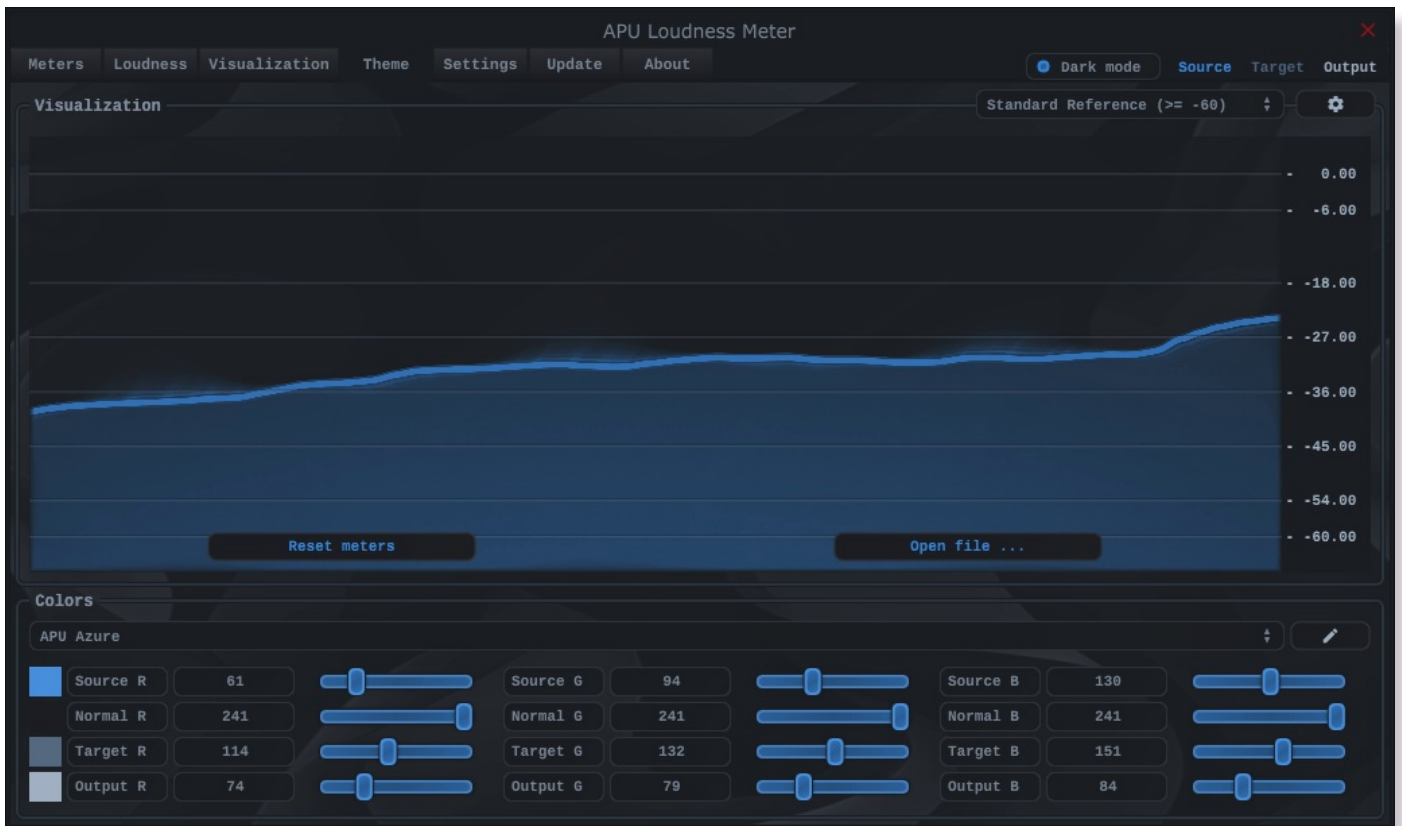 APU Loudness Meter
Meters Loudness Visualization Theme Settings Update About Dark mode Source Target Output
Visualization Standard Reference (>= -60)
- 0.00
- -6.00
- -18.00
- -27.00
- -36.00
- -45.00
- -54.00
- -60.00
Reset meters Open file ...
Colors
APU Azure
Source R 61 Source G 94 Source B 130
Normal R 241 Normal G 241 Normal B 241
Target R 114 Target G 132 Target B 151
Output R 74 Output G 79 Output B 84